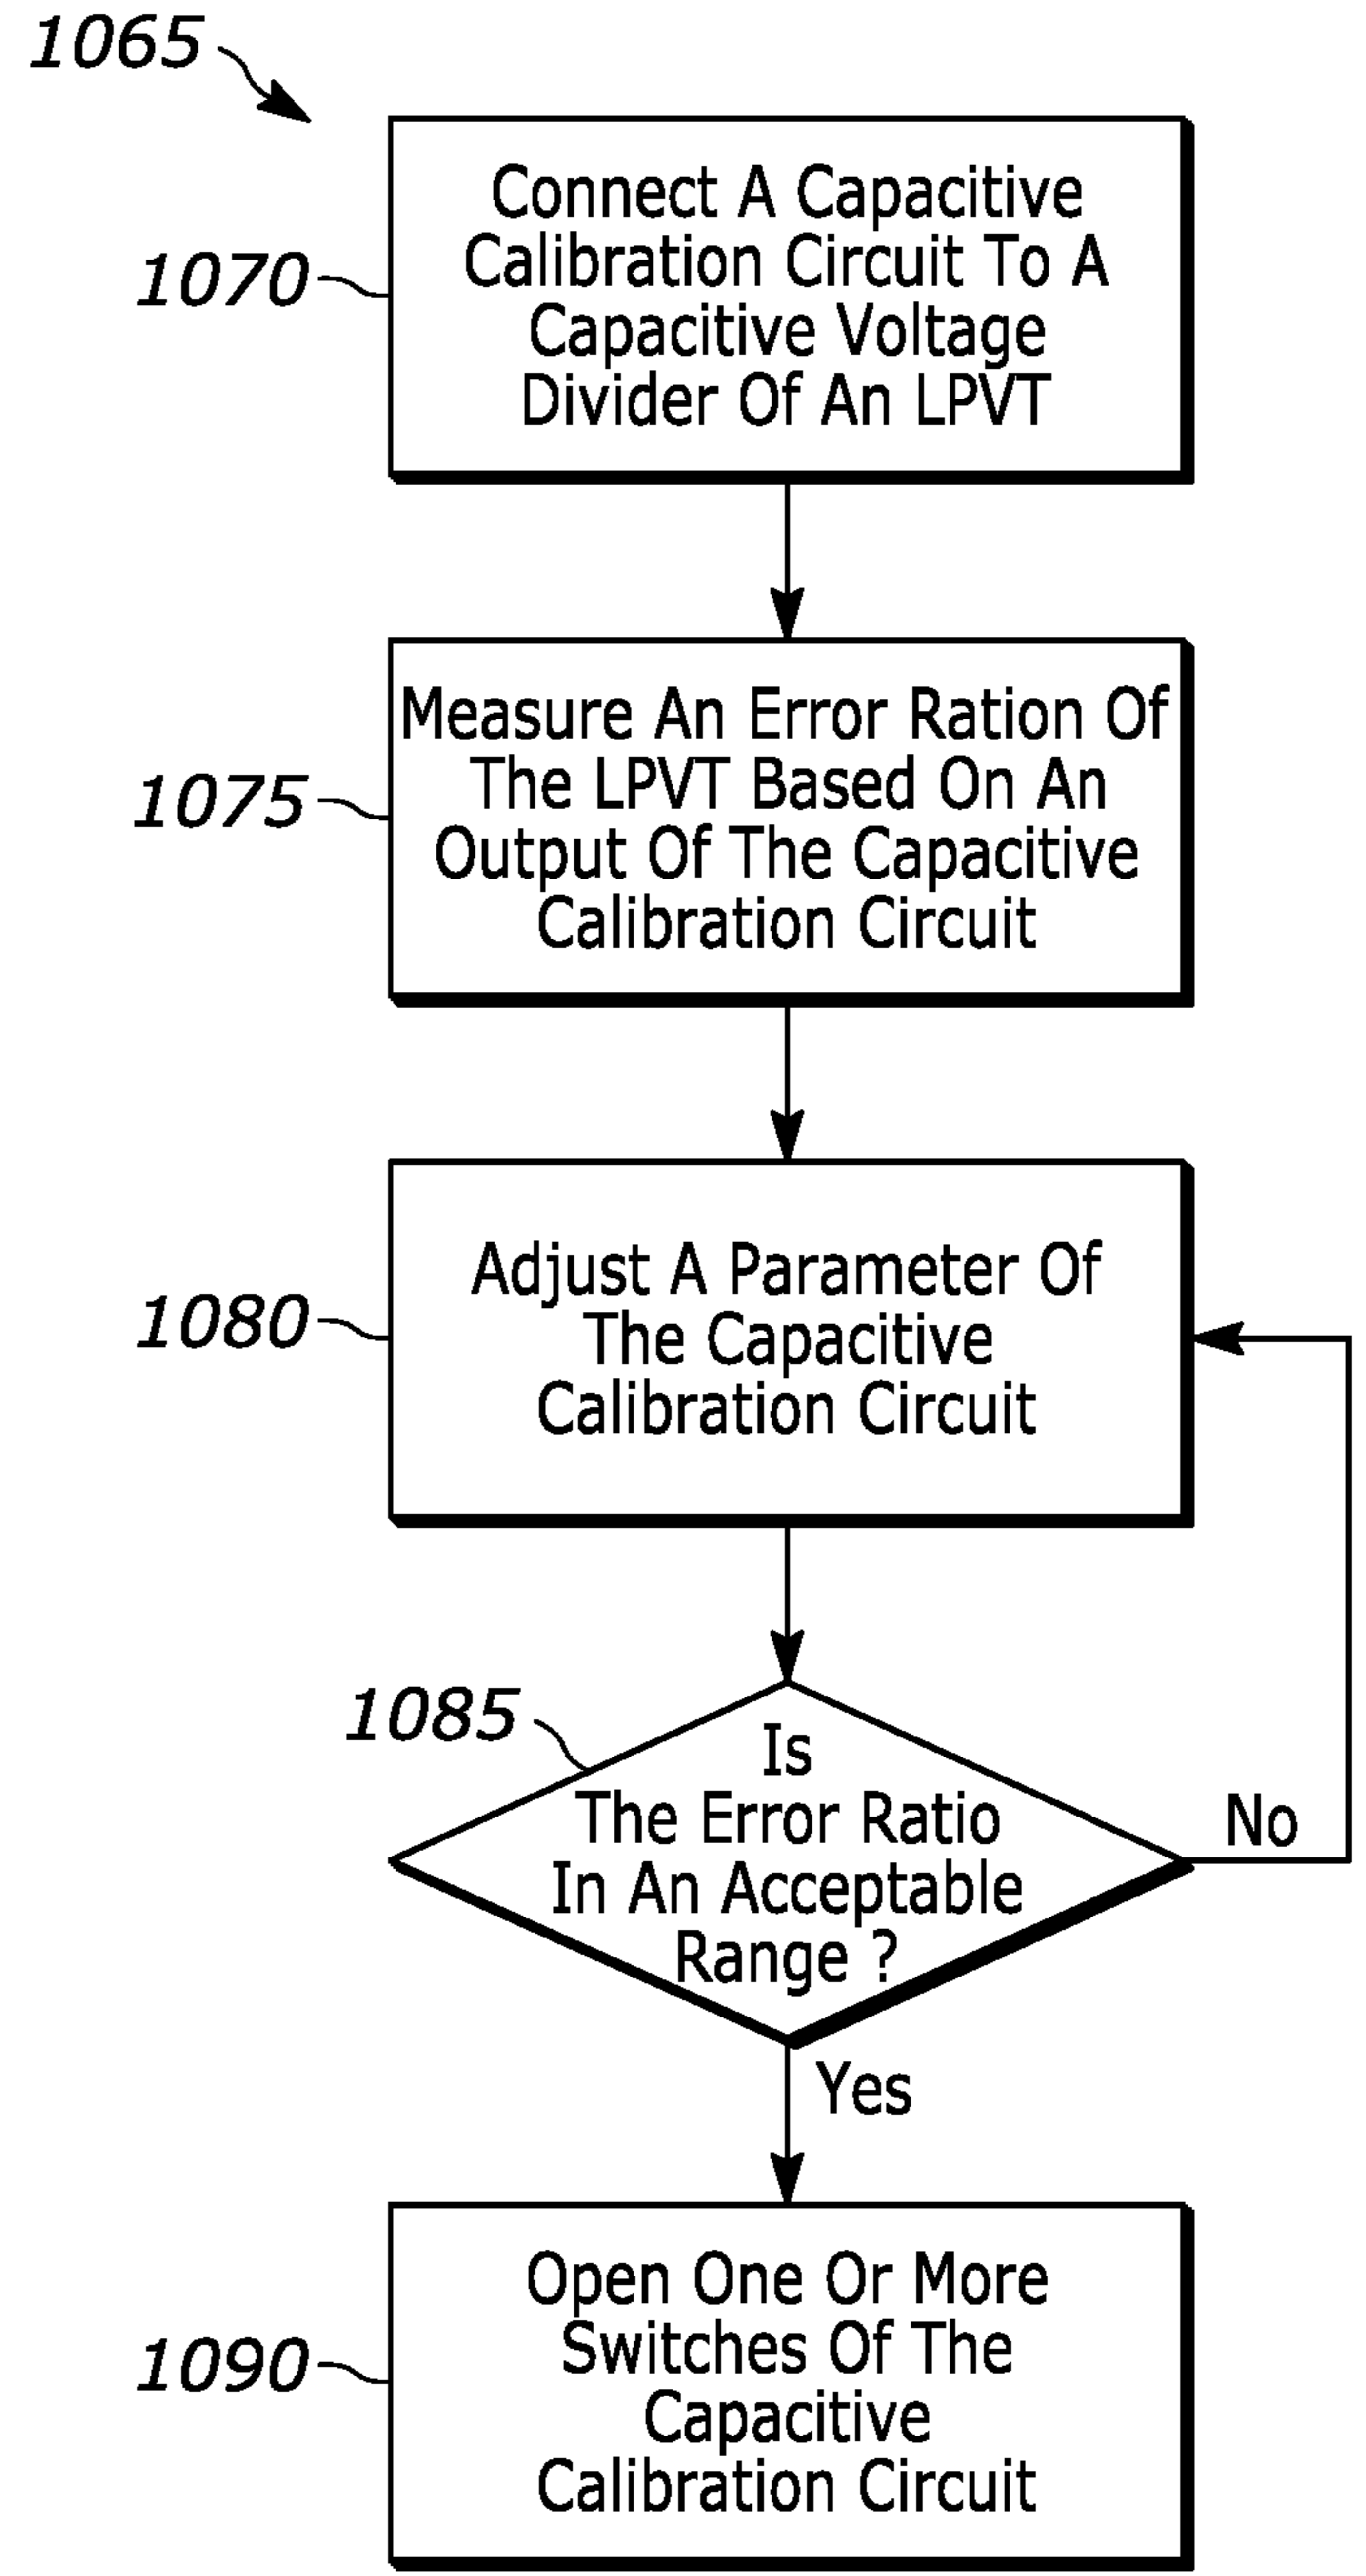 1065
1070
Connect A Capacitive
Calibration Circuit To A
Capacitive Voltage
Divider Of An LPVT
1075
Measure An Error Ration Of
The LPVT Based On An
Output Of The Capacitive
Calibration Circuit
1080
Adjust A Parameter Of
The Capacitive
Calibration Circuit
1085
Is
The Error Ratio
In An Acceptable
Range ?
No
Yes
1090
Open One Or More
Switches Of The
Capacitive
Calibration Circuit